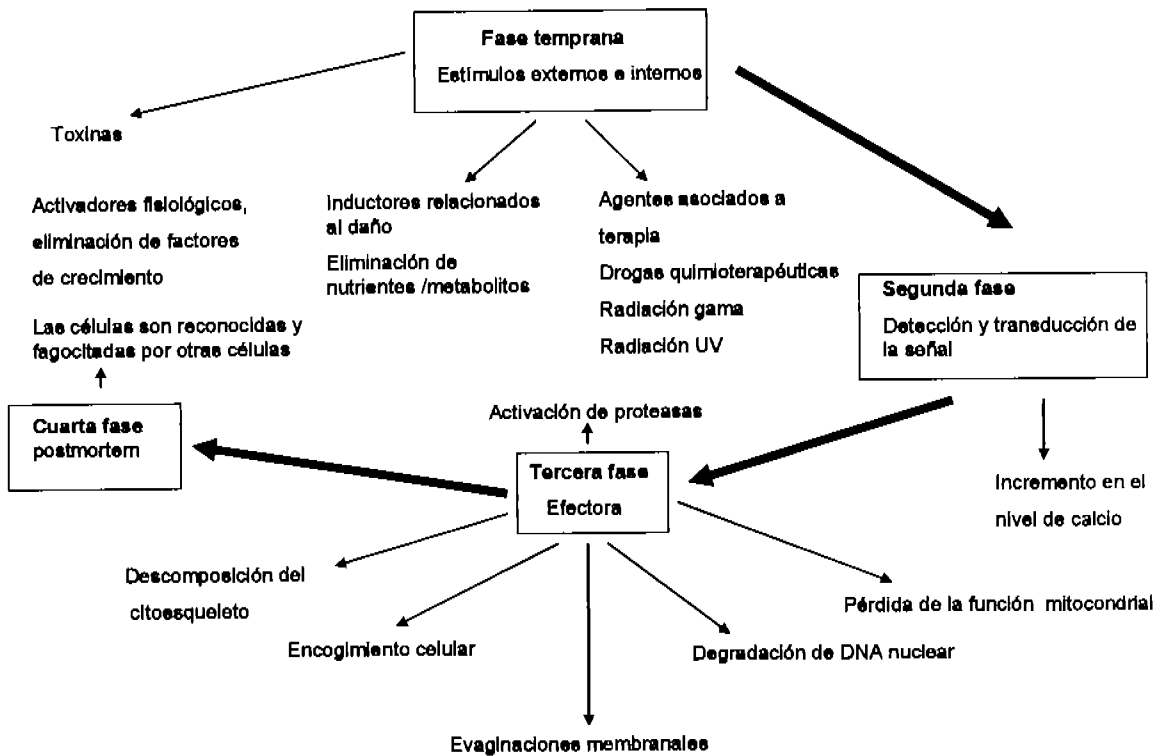 Fase temprana
Estímulos externos e internos
Toxinas
Activadores fisiológicos,
eliminación de factores
de crecimiento
Inductores relacionados
al daño
Eliminación de
nutrientes /metabolitos
Agentes asociados a
terapia
Drogas quimioterapéuticas
Radiación gama
Radiación UV
Segunda fase
Detección y transducción de
la señal
Incremento en el
nivel de calcio
Las células son reconocidas y
fagocitadas por otras células
Cuarta fase
postmortem
Activación de proteasas
Tercera fase
Efectora
Descomposición del
citoesqueleto
Encogimiento celular
Evaginaciones membranales
Degradación de DNA nuclear
Pérdida de la función mitocondrial